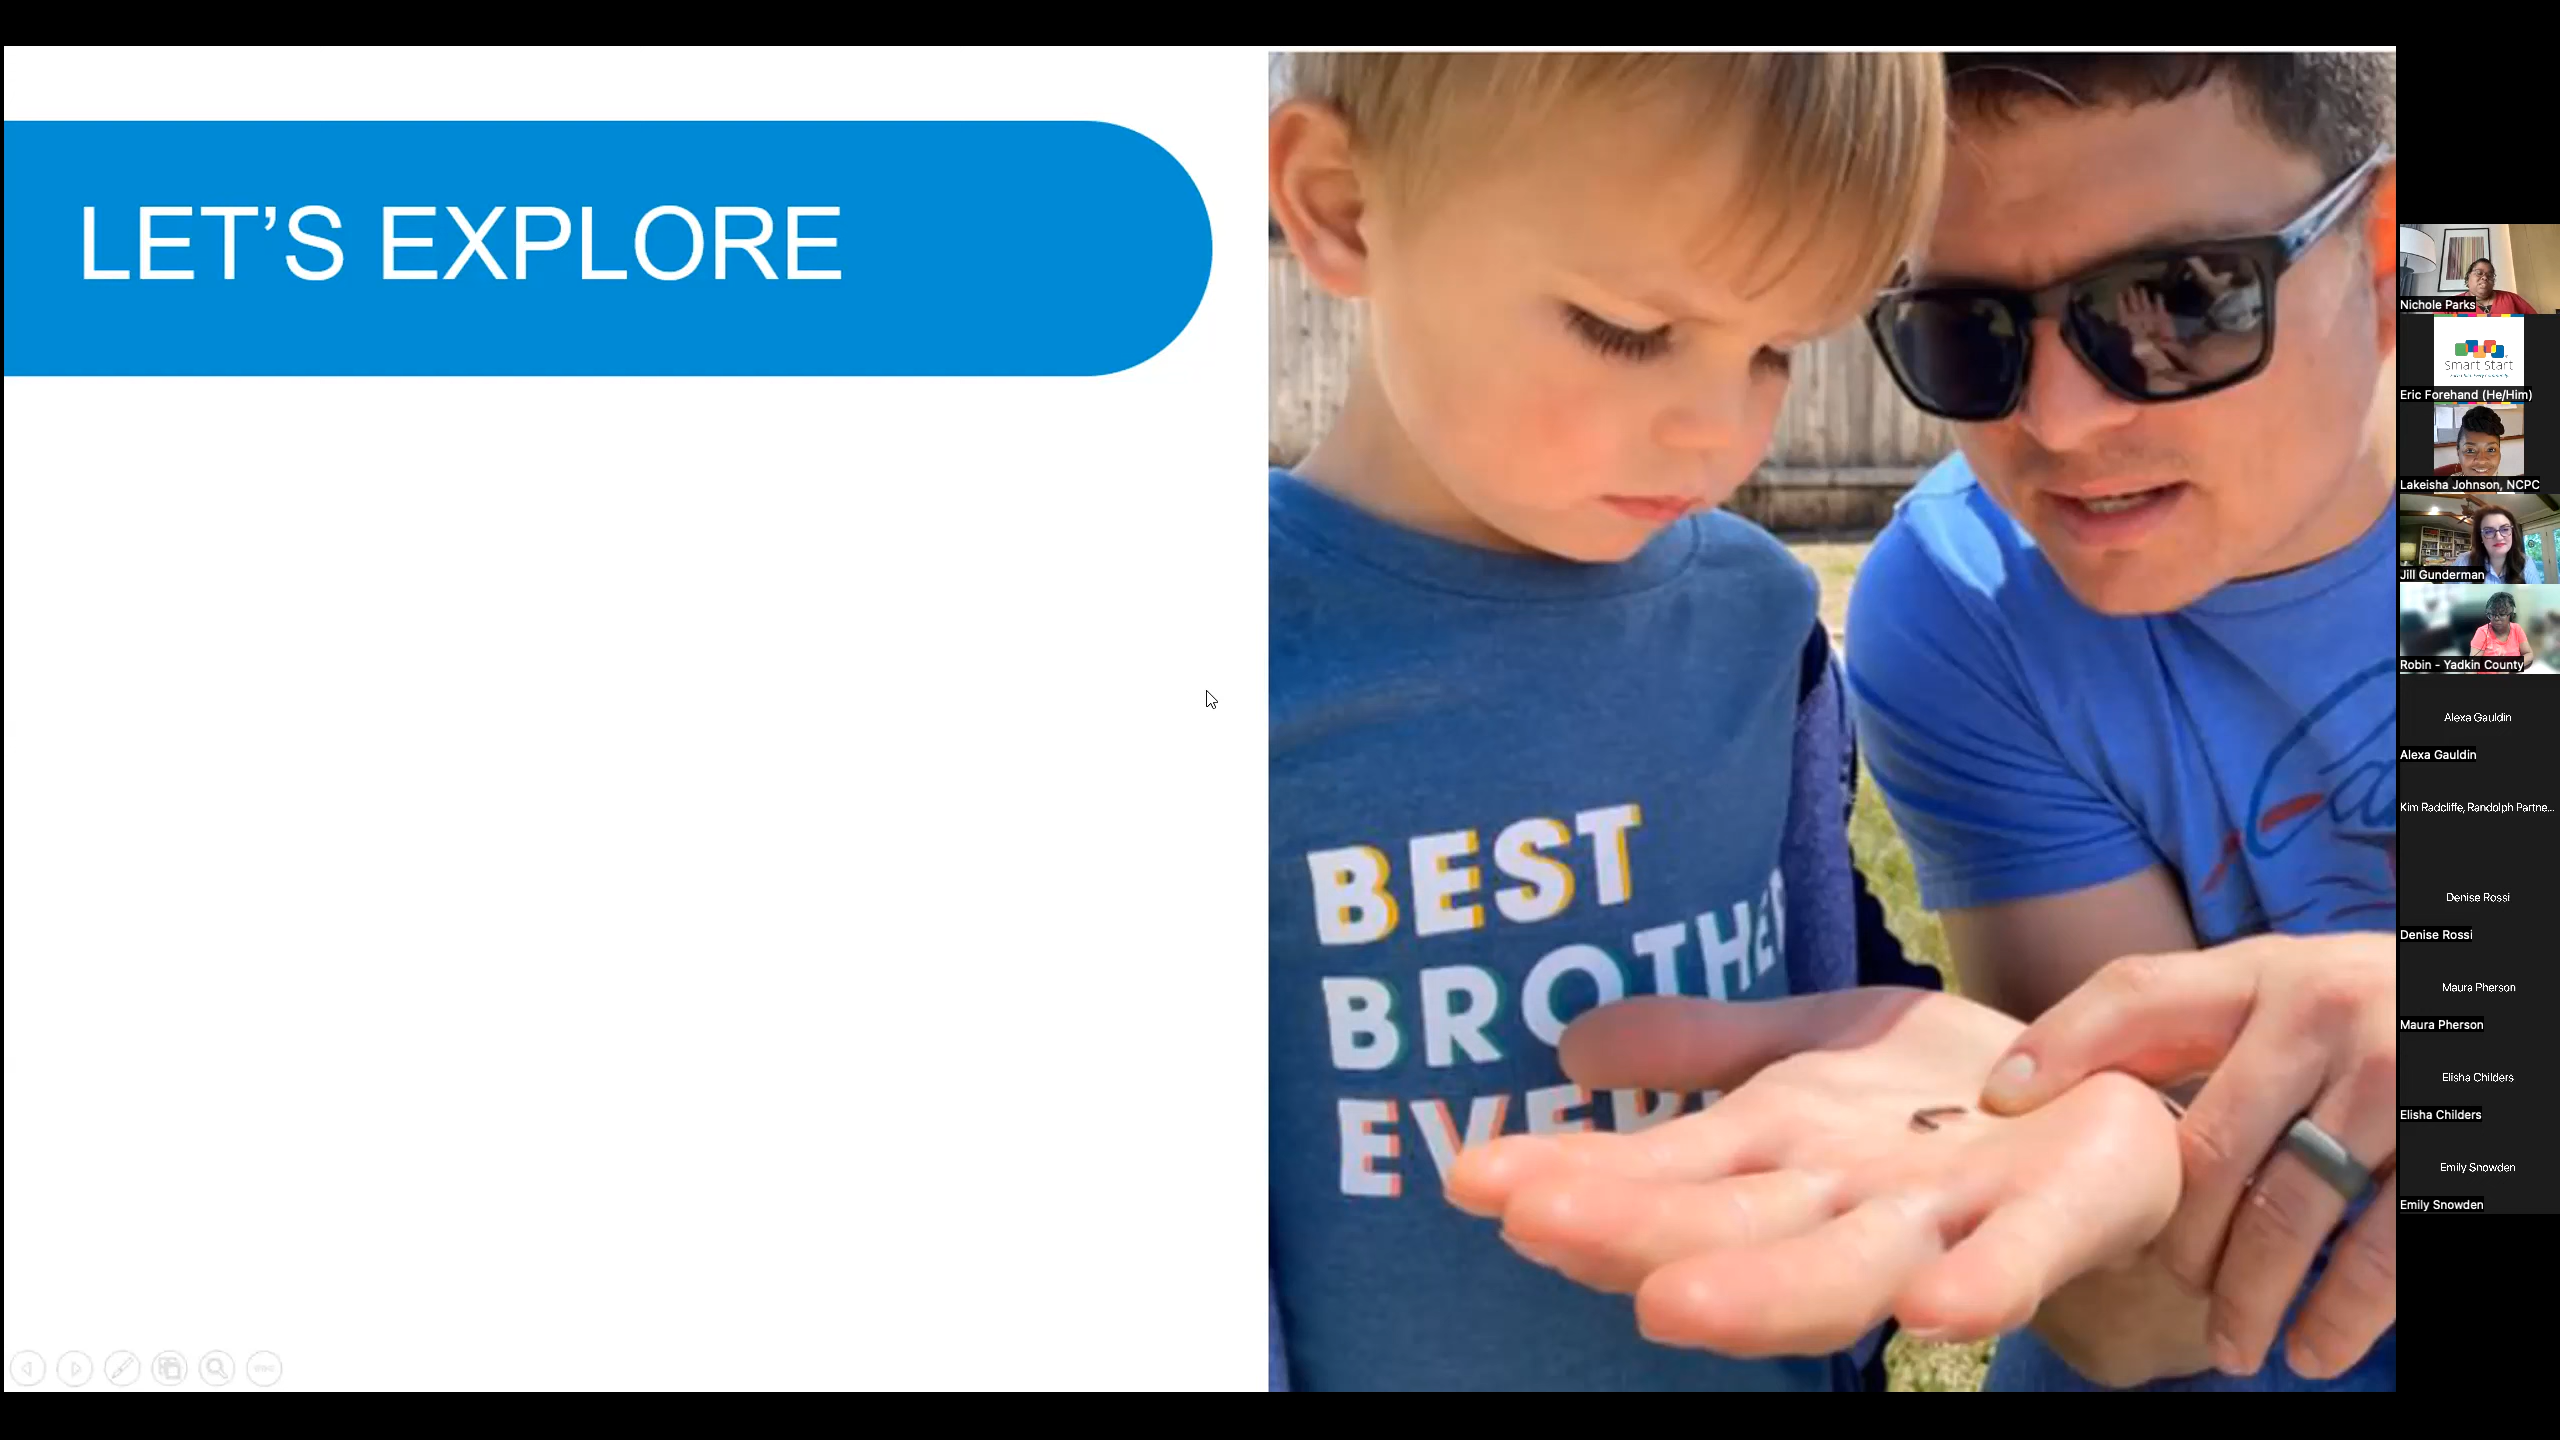 LET’S EXPLORE
BEST
BROTHER
EVER
Nichole Parks
Smart Start
Eric Forehand (He/Him)
Lakeisha Johnson, NCPC
Jill Gunderman
Robin - Yadkin County
Alexa Gauldin
Alexa Gauldin
Kim Radcliffe, Randolph Partne...
Denise Rossi
Denise Rossi
Maura Pherson
Maura Pherson
Elisha Childers
Elisha Childers
Emily Snowden
Emily Snowden